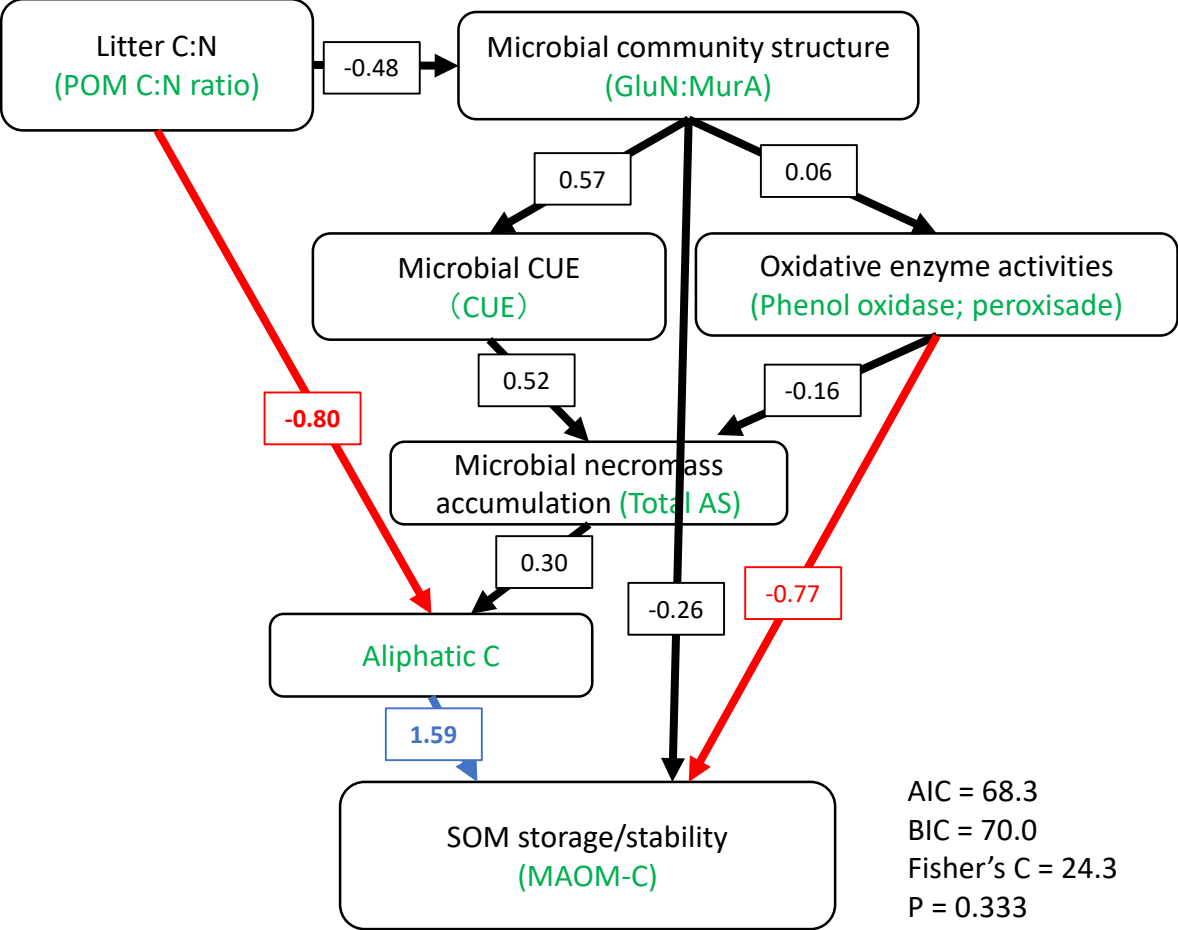 Litter C:N
(POM C:N ratio)
-0.48
Microbial community structure
(GluN:MurA)
0.57
0.06
Microbial CUE
（CUE）
Oxidative enzyme activities
(Phenol oxidase; peroxisade)
0.52
-0.16
-0.80
Microbial necromass
accumulation (Total AS)
0.30
-0.26
-0.77
Aliphatic C
1.59
SOM storage/stability
(MAOM-C)
AIC = 68.3
BIC = 70.0
Fisher’s C = 24.3
P = 0.333